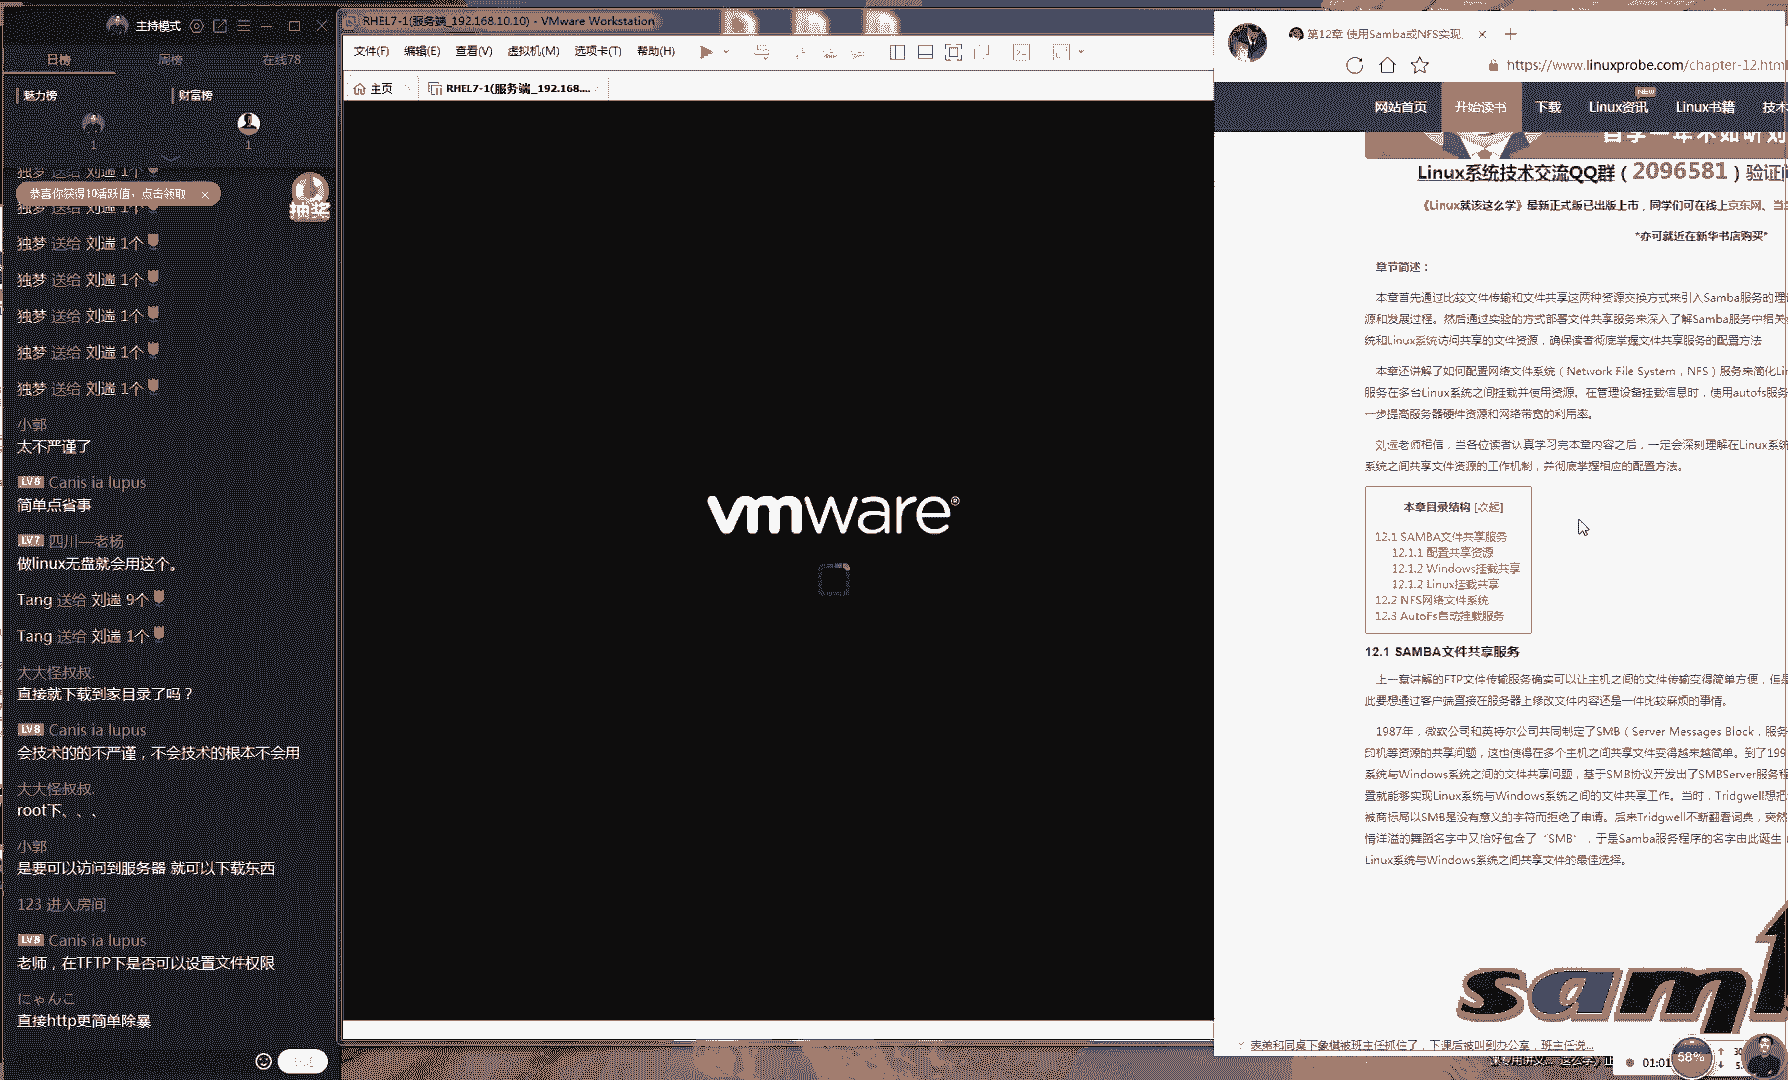 主持模式
日榜 周榜 在线78
魅力榜 财富榜
1 1
独梦 送给 刘遄 1个
恭喜你获得10活跃值，点击领取
抽奖
独梦 送给 刘遄 1个
独梦 送给 刘遄 1个
独梦 送给 刘遄 1个
独梦 送给 刘遄 1个
独梦 送给 刘遄 1个
独梦 送给 刘遄 1个
小郭
太不严谨了
LV8 Canis ia lupus
简单点省事
LV7 四川—老杨
做linux无盘就会用这个。
Tang 送给 刘遄 9个
Tang 送给 刘遄 1个
大大怪叔叔.
直接就下载到家目录了吗？
LV8 Canis ia lupus
会技术的的不严谨，不会技术的根本不会用
大大怪叔叔.
root下、、、
小郭
是要可以访问到服务器 就可以下载东西
123 进入房间
LV8 Canis ia lupus
老师，在TFTP下是否可以设置文件权限
にゃんこ
直接http更简单除暴
RHEL7-1(服务端_192.168.10.10) - VMware Workstation
文件(F) 编辑(E) 查看(V) 虚拟机(M) 选项卡(T) 帮助(H)
主页 RHEL7-1(服务端_192.168....
vmware®
第12章 使用Samba或NFS实现
https://www.linuxprobe.com/chapter-12.html
网站首页 开始读书 下载 Linux资讯 NEW Linux书籍 技术
Linux系统技术交流QQ群（2096581）验证问
《Linux就该这么学》最新正式版已出版上市，同学们可在线上京东网、当
*亦可就近在新华书店购买*
章节简述：
本章首先通过比较文件传输和文件共享这两种资源交换方式来引入Samba服务的理
源和发展过程。然后通过实验的方式部署文件共享服务来深入了解Samba服务中相关
统和Linux系统访问共享的文件资源，确保读者彻底掌握文件共享服务的配置方法
本章还讲解了如何配置网络文件系统（Network File System，NFS）服务来简化Li
服务在多台Linux系统之间挂载并使用资源。在管理设备挂载信息时，使用autofs服务
一步提高服务器硬件资源和网络带宽的利用率。
刘遄老师相信，当各位读者认真学习完本章内容之后，一定会深刻理解在Linux系统
系统之间共享文件资源的工作机制，并彻底掌握相应的配置方法。
本章目录结构 [收起]
12.1 SAMBA文件共享服务
12.1.1 配置共享资源
12.1.2 Windows挂载共享
12.1.2 Linux挂载共享
12.2 NFS网络文件系统
12.3 AutoFs自动挂载服务
12.1 SAMBA文件共享服务
上一章讲解的FTP文件传输服务确实可以让主机之间的文件传输变得简单方便，但是
此要想通过客户端直接在服务器上修改文件内容还是一件比较麻烦的事情。
1987年，微软公司和英特尔公司共同制定了SMB（Server Messages Block，服务
印机等资源的共享问题，这也使得在多个主机之间共享文件变得越来越简单。到了199
系统与Windows系统之间的文件共享问题，基于SMB协议开发出了SMBServer服务程
置就能够实现Linux系统与Windows系统之间的文件共享工作。当时，Tridgwell想把
被商标局以SMB是没有意义的字符而拒绝了申请。后来Tridgwell不断翻看词典，突然
情洋溢的舞蹈名字中又恰好包含了“SMB”，于是Samba服务程序的名字由此诞生
Linux系统与Windows系统之间共享文件的最佳选择。
sam
表弟和同桌下象棋被班主任抓住了，下课后被叫到办公室，班主任说...
01:01
58%